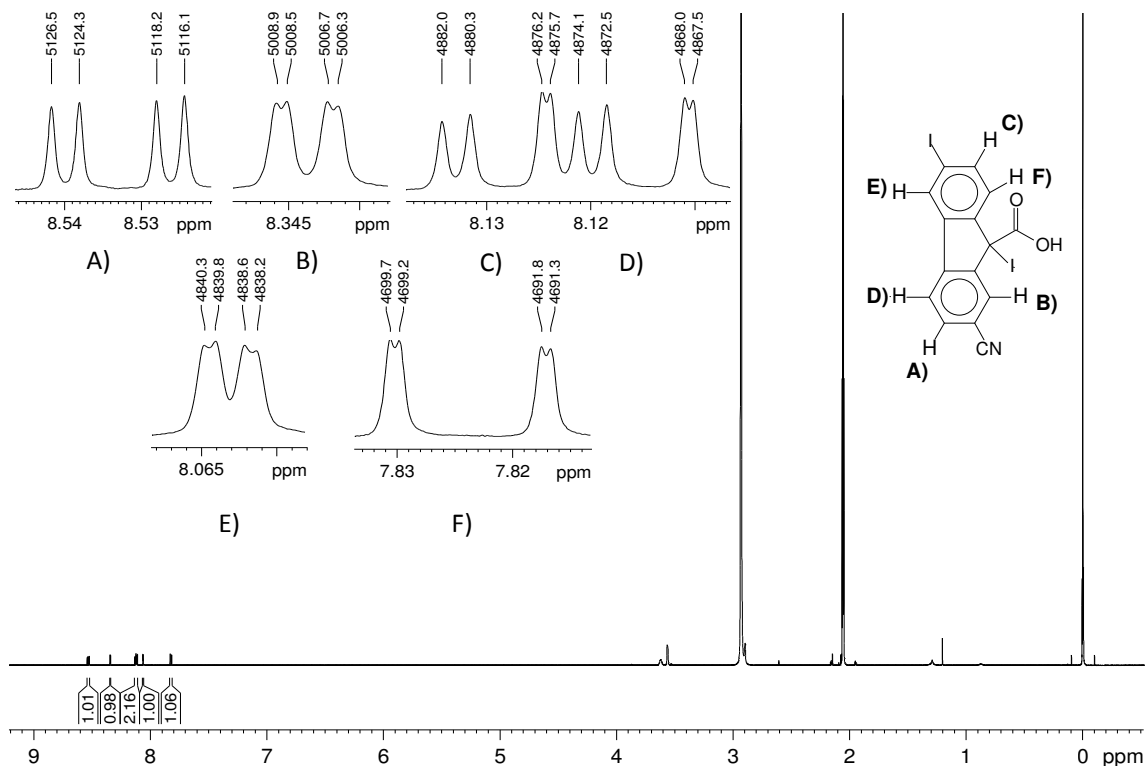 5126.5
5124.3
5118.2
5116.1
5008.9
5008.5
5006.7
5006.3
4882.0
4880.3
4876.2
4875.7
4874.1
4872.5
4868.0
4867.5
8.54 8.53 ppm
8.345 ppm
8.13 8.12 ppm
A)
B)
C)
D)
4840.3
4839.8
4838.6
4838.2
4699.7
4699.2
4691.8
4691.3
8.065 ppm
7.83 7.82 ppm
E)
F)
I H C)
E) H H F)
O
OH
I
D) H H B)
H CN
A)
1.01
0.98
2.16
1.00
1.06
9 8 7 6 5 4 3 2 1 0 ppm